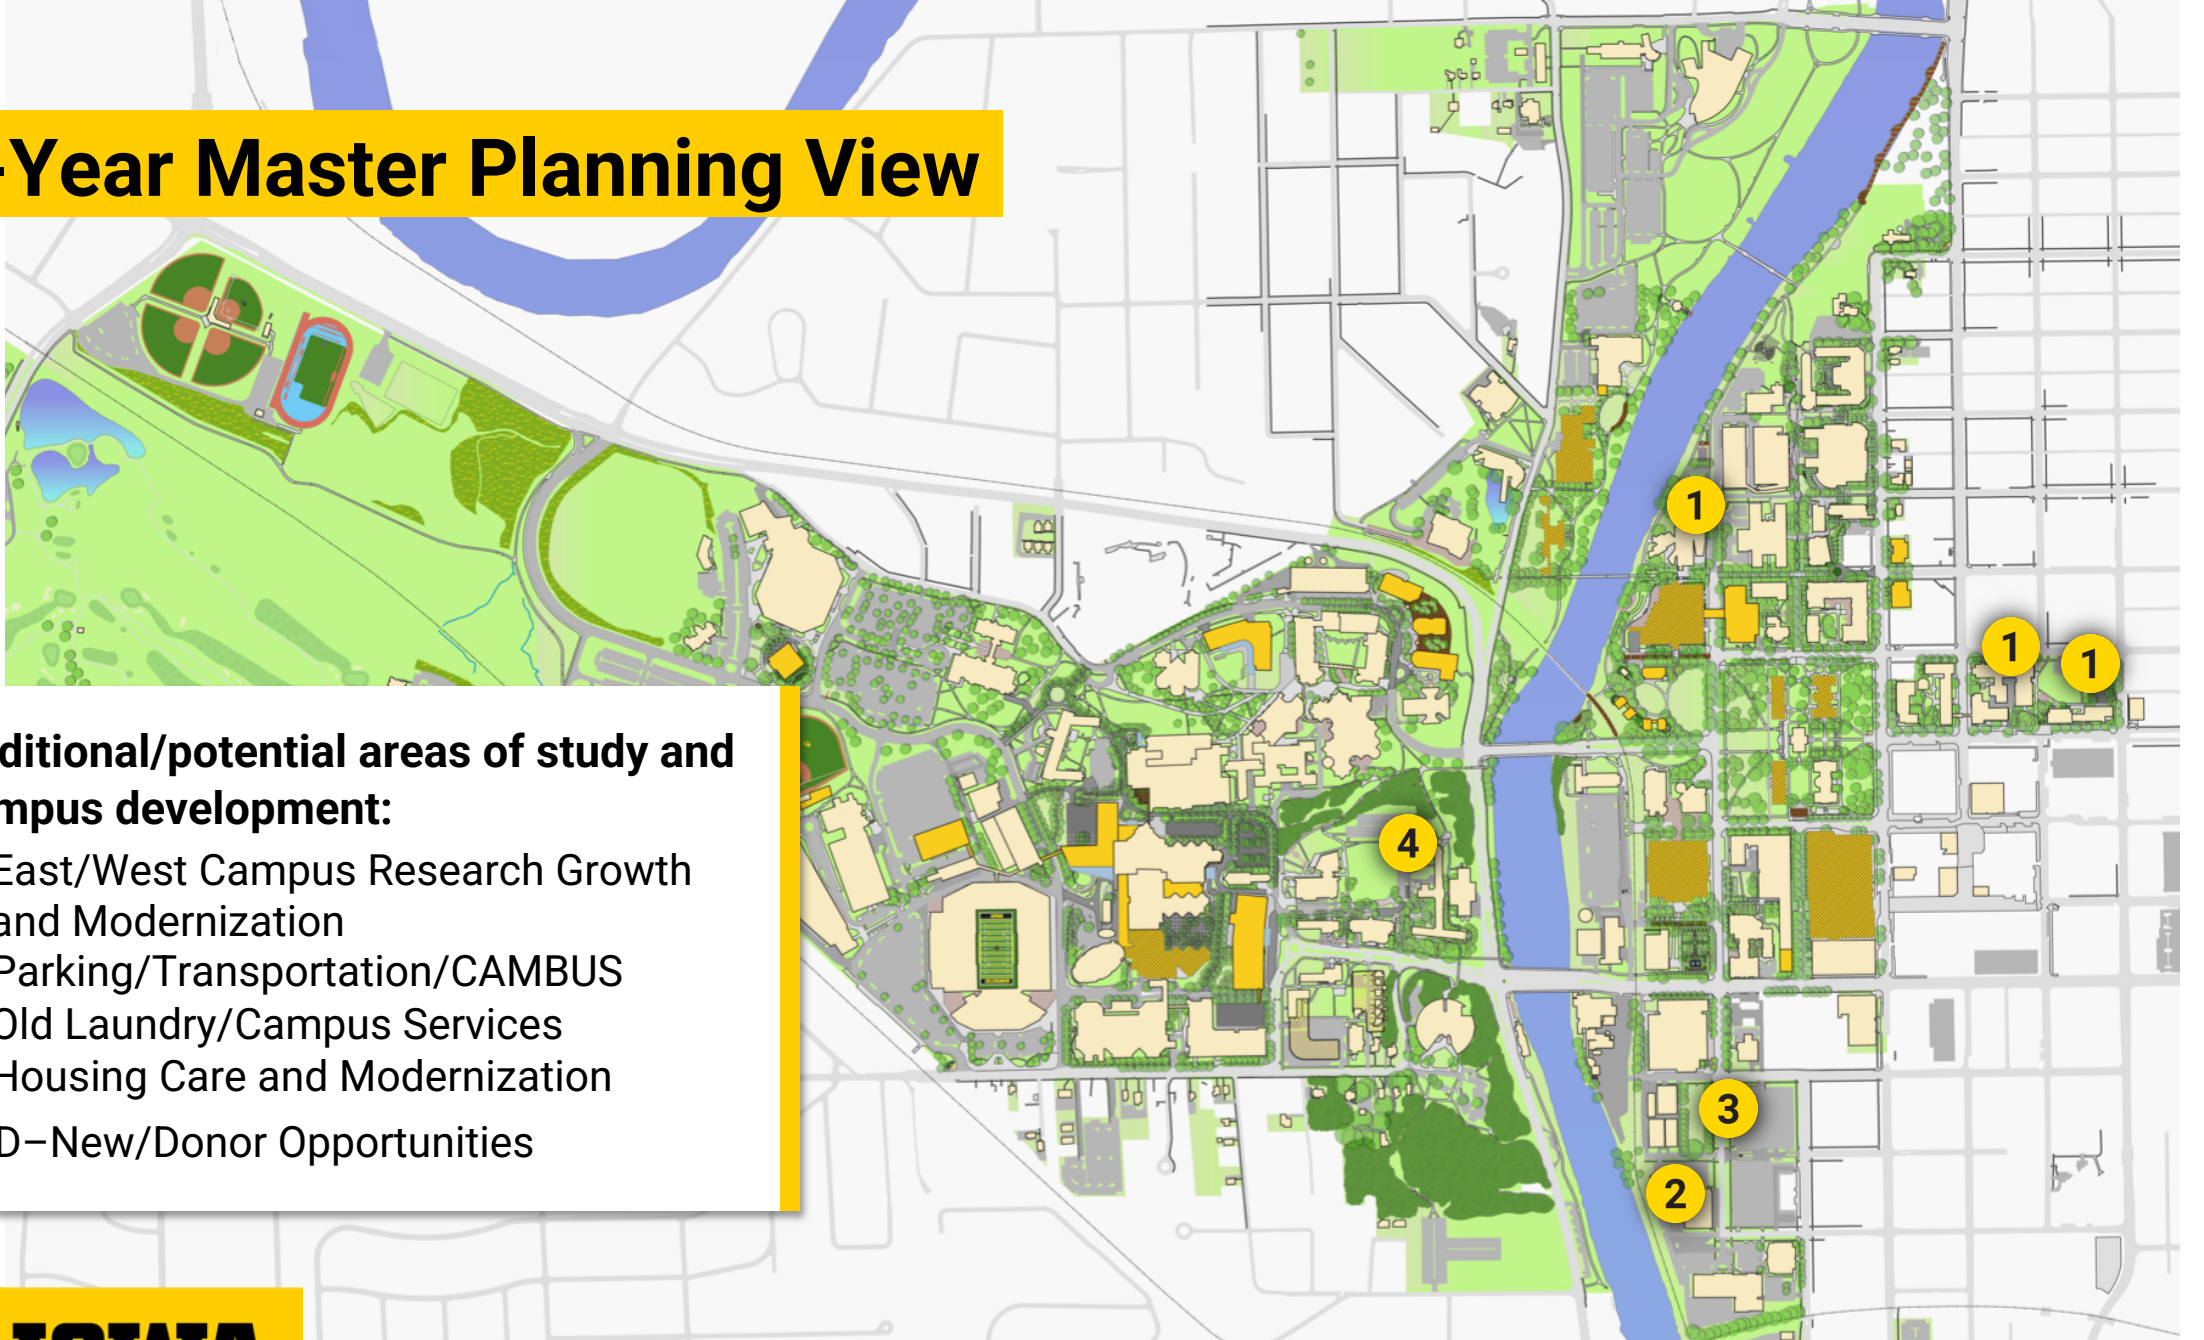 -Year Master Planning View
1
1
1
ditional/potential areas of study and
mpus development:
4
East/West Campus Research Growth
and Modernization
Parking/Transportation/CAMBUS
Old Laundry/Campus Services
Housing Care and Modernization
3
D–New/Donor Opportunities
2
IOWA